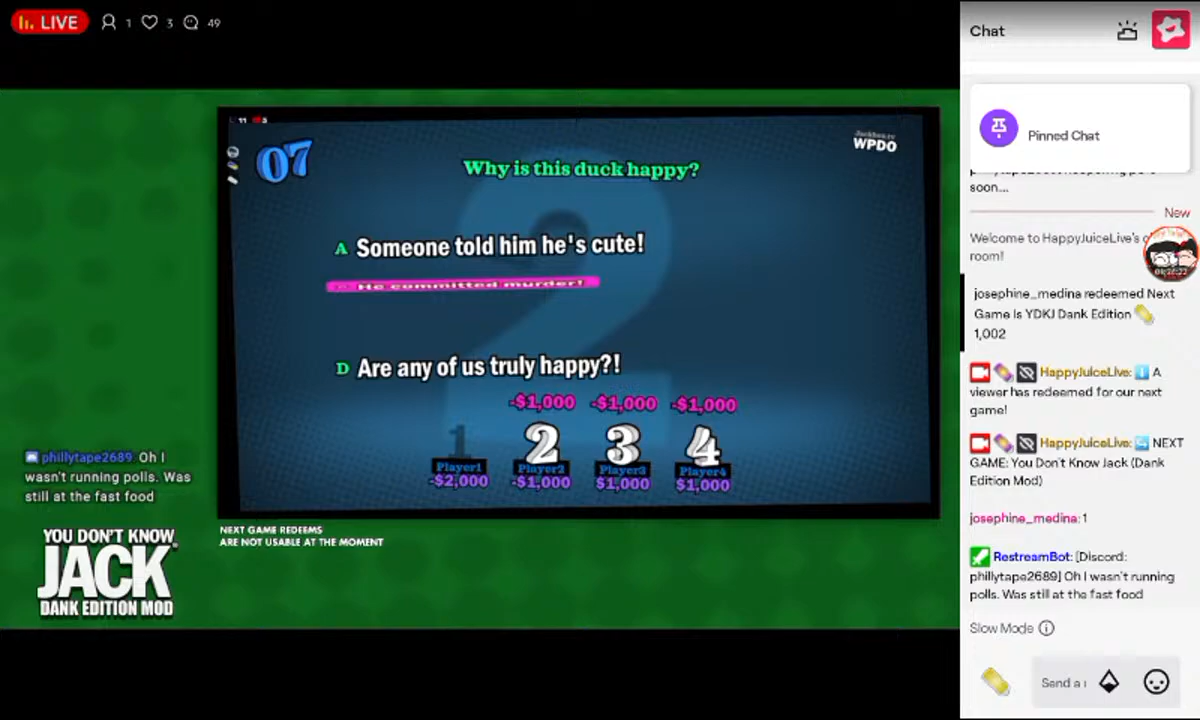 LIVE 1 3 49
11 5
07
Jackbox.tv
WPDO
Why is this duck happy?
A Someone told him he's cute!
He committed murder!
D Are any of us truly happy?!
2
-$1,000 -$1,000 -$1,000
1 2 3 4
Player1 Player2 Player3 Player4
-$2,000 -$1,000 $1,000 $1,000
phillytape2689: Oh I
wasn't running polls. Was
still at the fast food
YOU DON'T KNOW
JACK
DANK EDITION MOD
NEXT GAME REDEEMS
ARE NOT USABLE AT THE MOMENT
Chat
Pinned Chat
soon...
New
Welcome to HappyJuiceLive's
room!
josephine_medina redeemed Next
Game Is YDKJ Dank Edition
1,002
HappyJuiceLive: A
viewer has redeemed for our next
game!
HappyJuiceLive: NEXT
GAME: You Don't Know Jack (Dank
Edition Mod)
josephine_medina: 1
RestreamBot: [Discord:
phillytape2689] Oh I wasn't running
polls. Was still at the fast food
Slow Mode
Send a